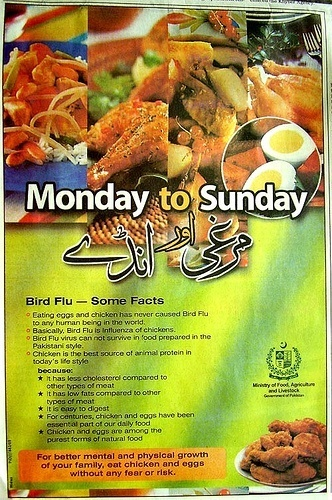 Monday to Sunday
مرغی اور انڈے
Bird Flu — Some Facts
Eating eggs and chicken has never caused Bird Flu
to any human being in the world.
Basically, Bird Flu is Influenza of chickens.
Bird Flu virus can not survive in food prepared in the
Pakistani style.
Chicken is the best source of animal protein in
today's life style
because:
★ It has less cholesterol compared to
other types of meat
★ It has low fats compared to other
types of meat
★ It is easy to digest
★ For centuries, chicken and eggs have been
essential part of our daily food
★ Chicken and eggs are among the
purest forms of natural food
Ministry of Food, Agriculture
and Livestock
Government of Pakistan
For better mental and physical growth
of your family, eat chicken and eggs
without any fear or risk.